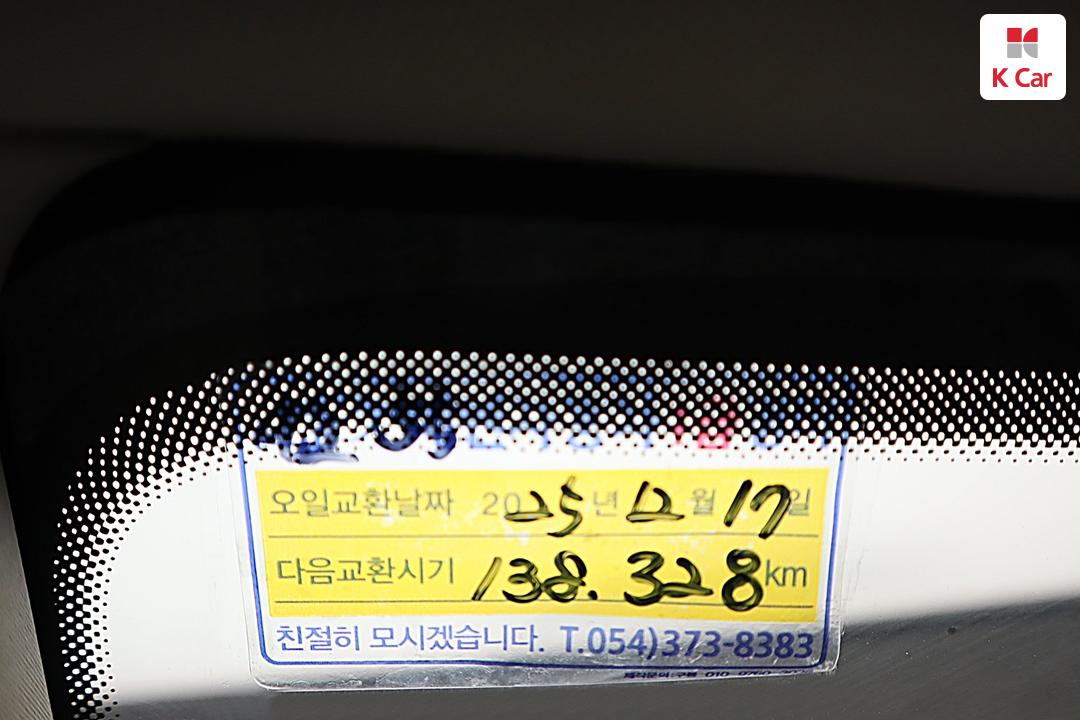 K Car
오일교환날짜 2025년 12월 17일
다음교환시기 138.328km
친절히 모시겠습니다. T.054)373-8383